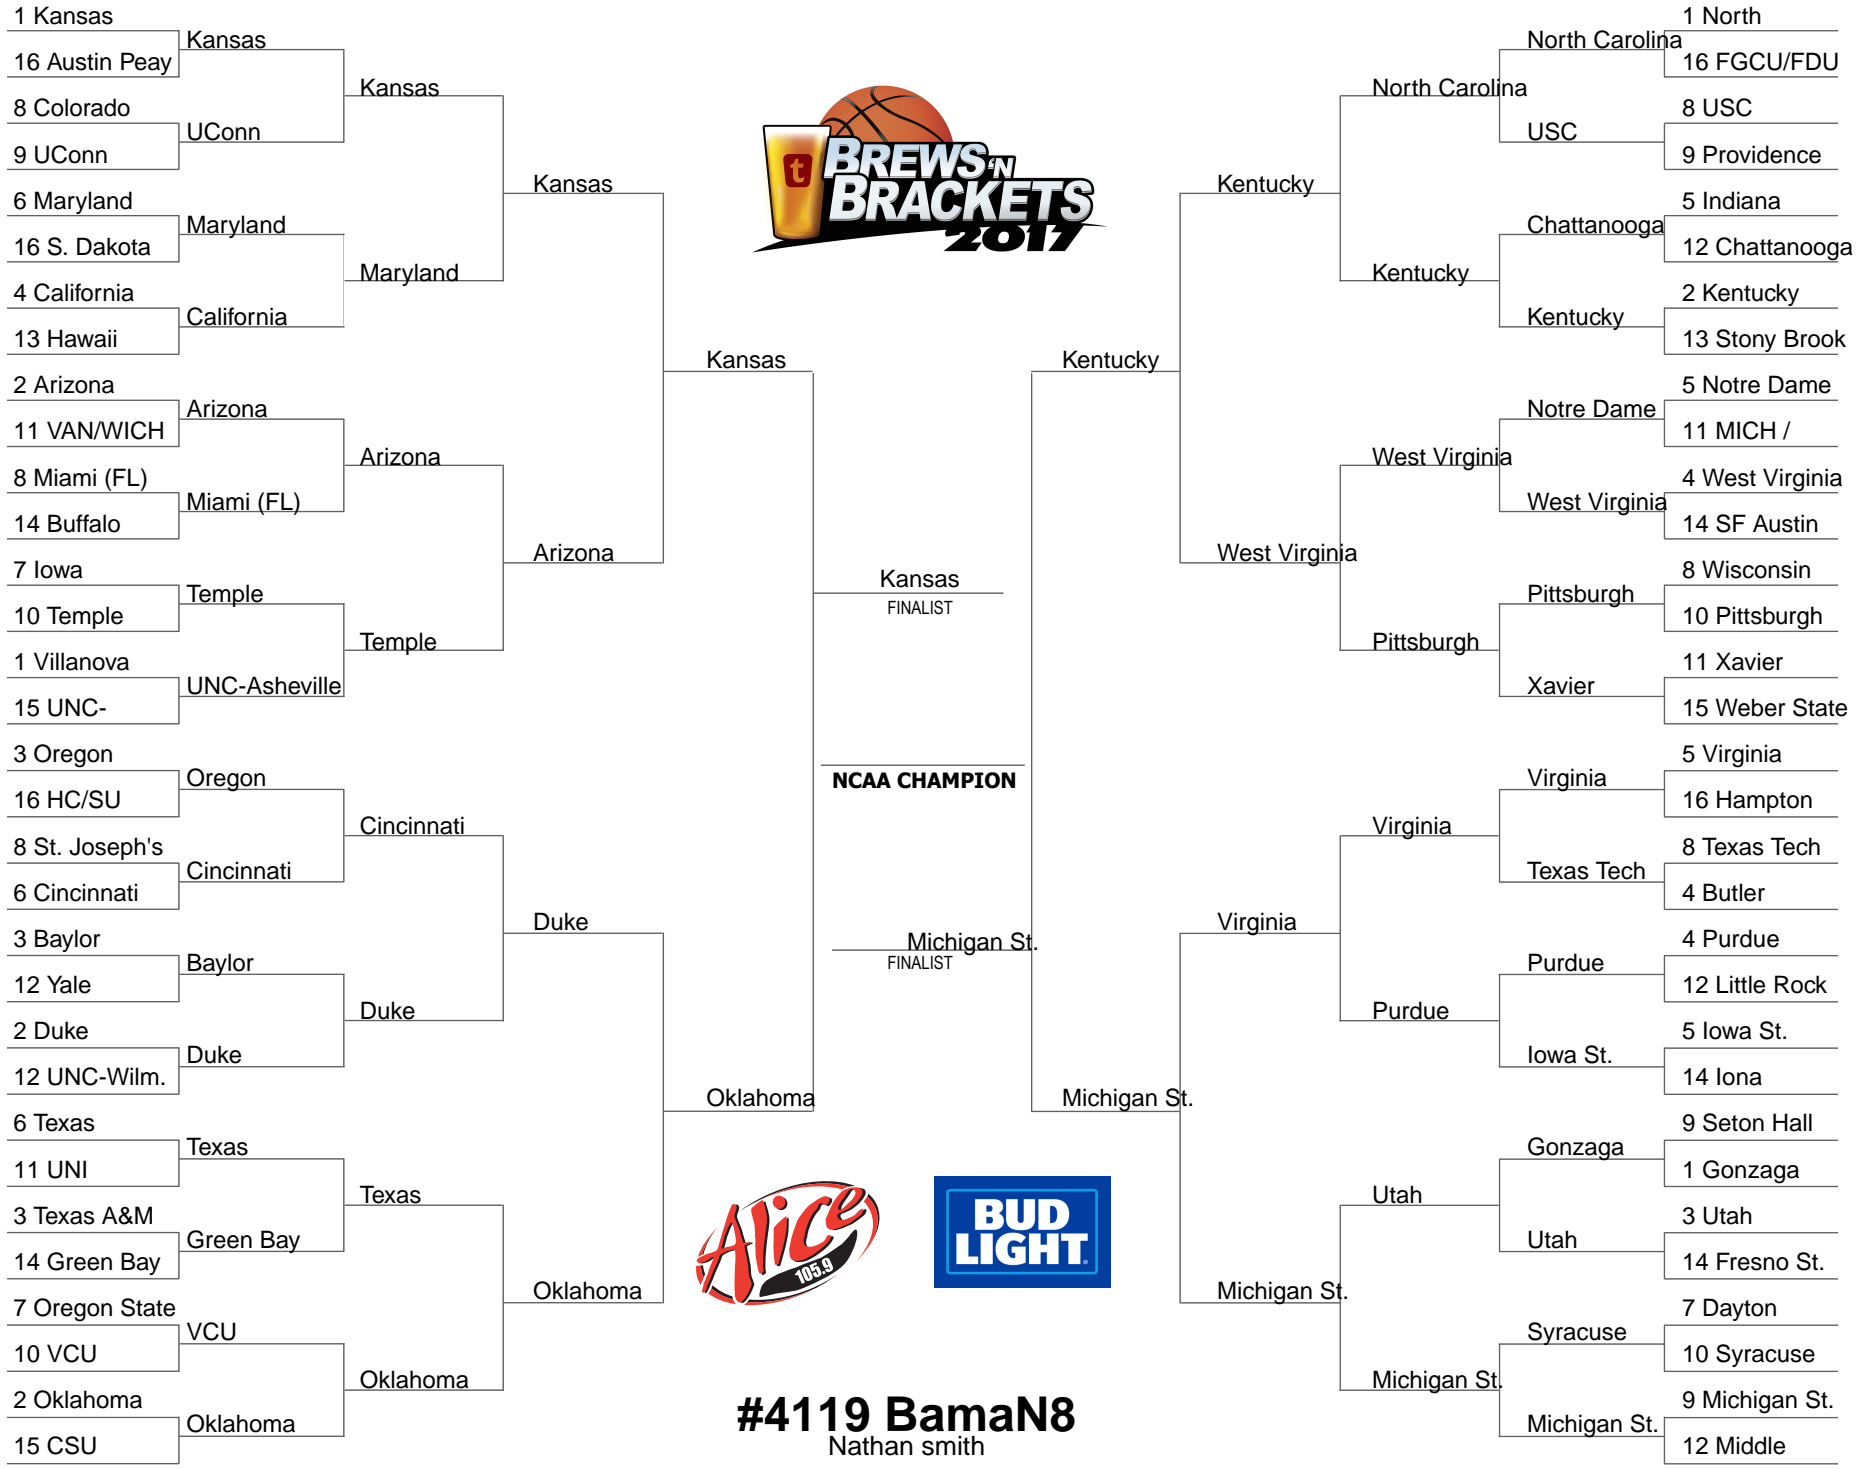 1 Kansas
16 Austin Peay
8 Colorado
9 UConn
6 Maryland
16 S. Dakota
4 California
13 Hawaii
2 Arizona
11 VAN/WICH
8 Miami (FL)
14 Buffalo
7 Iowa
10 Temple
1 Villanova
15 UNC-
3 Oregon
16 HC/SU
8 St. Joseph's
6 Cincinnati
3 Baylor
12 Yale
2 Duke
12 UNC-Wilm.
6 Texas
11 UNI
3 Texas A&M
14 Green Bay
7 Oregon State
10 VCU
2 Oklahoma
15 CSU
Kansas
UConn
Maryland
California
Arizona
Miami (FL)
Temple
UNC-Asheville
Oregon
Cincinnati
Baylor
Duke
Texas
Green Bay
VCU
Oklahoma
Kansas
Maryland
Arizona
Temple
Cincinnati
Duke
Texas
Oklahoma
Kansas
Arizona
Duke
Oklahoma
Kansas
Oklahoma
BREWS 'N
BRACKETS
2017
t
Kansas
FINALIST
NCAA CHAMPION
Michigan St.
FINALIST
Alice
105.9
BUD
LIGHT
#4119 BamaN8
Nathan smith
Kentucky
Michigan St.
Kentucky
West Virginia
Virginia
Michigan St.
North Carolina
Kentucky
West Virginia
Pittsburgh
Virginia
Purdue
Utah
Michigan St.
North Carolina
USC
Chattanooga
Kentucky
Notre Dame
West Virginia
Pittsburgh
Xavier
Virginia
Texas Tech
Purdue
Iowa St.
Gonzaga
Utah
Syracuse
Michigan St.
1 North
16 FGCU/FDU
8 USC
9 Providence
5 Indiana
12 Chattanooga
2 Kentucky
13 Stony Brook
5 Notre Dame
11 MICH /
4 West Virginia
14 SF Austin
8 Wisconsin
10 Pittsburgh
11 Xavier
15 Weber State
5 Virginia
16 Hampton
8 Texas Tech
4 Butler
4 Purdue
12 Little Rock
5 Iowa St.
14 Iona
9 Seton Hall
1 Gonzaga
3 Utah
14 Fresno St.
7 Dayton
10 Syracuse
9 Michigan St.
12 Middle